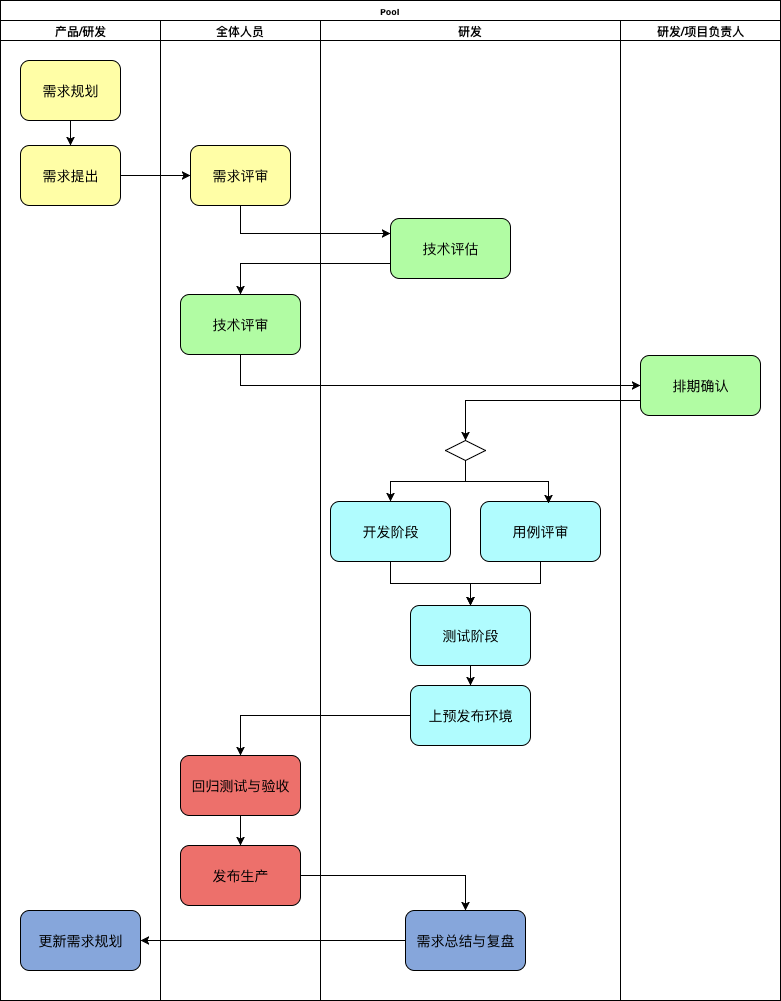 Pool
产品/研发
全体人员
研发
研发/项目负责人
需求规划
需求提出
需求评审
技术评估
技术评审
排期确认
开发阶段
用例评审
测试阶段
上预发布环境
回归测试与验收
发布生产
更新需求规划
需求总结与复盘